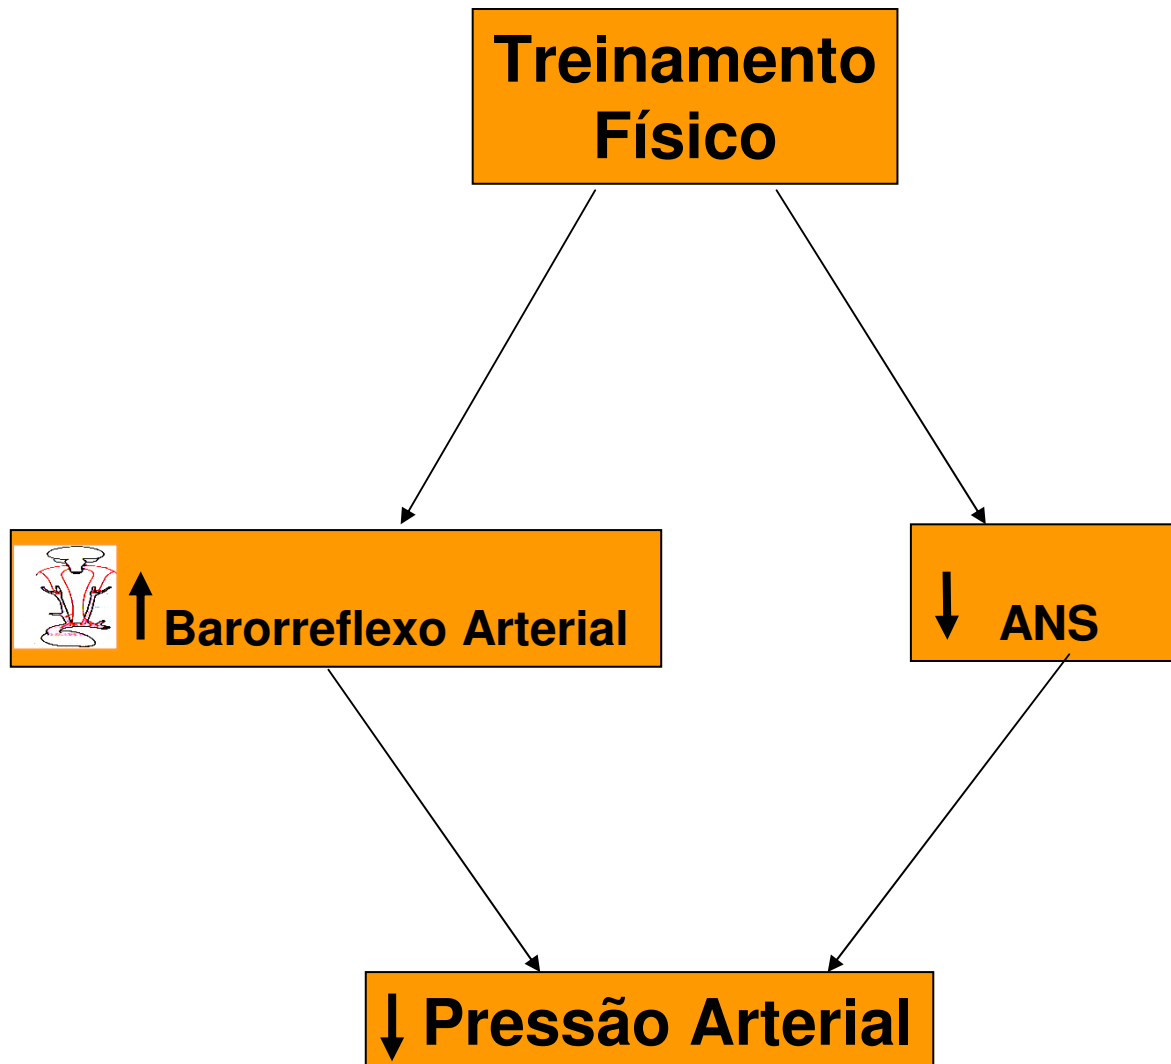 Treinamento
Físico
↑ Barorreflexo Arterial
↓ ANS
↓ Pressão Arterial